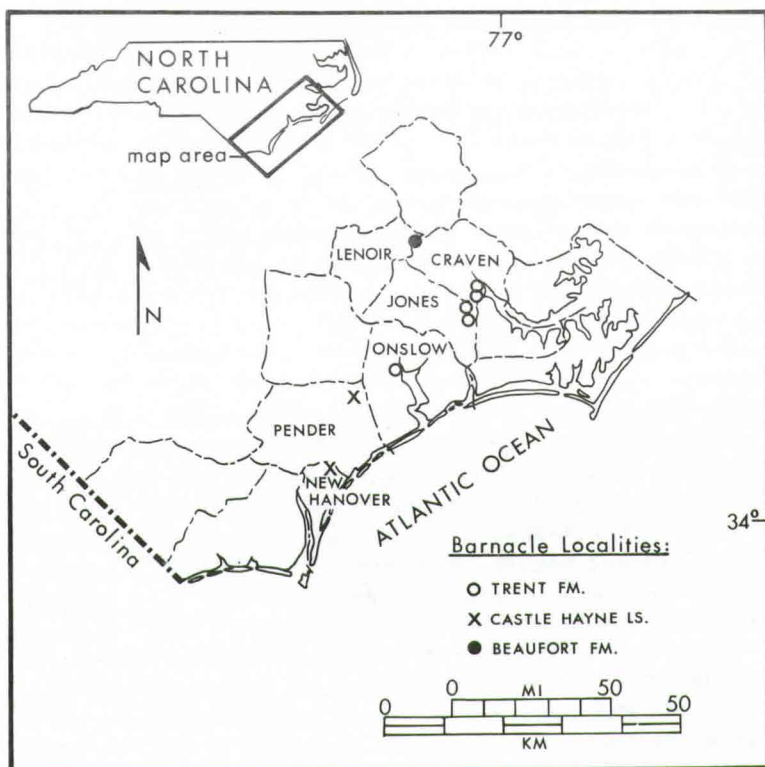 77°
NORTH
CAROLINA
map area
N
LENOIR
CRAVEN
JONES
ONSLOW
PENDER
NEW
HANOVER
South Carolina
ATLANTIC OCEAN
34°
Barnacle Localities:
TRENT FM.
X CASTLE HAYNE LS.
BEAUFORT FM.
0 MI 50
0 50
KM